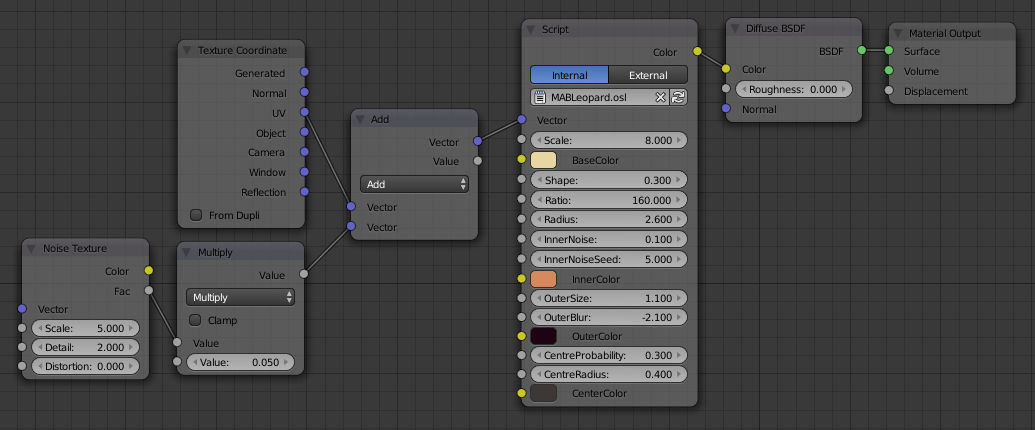 Texture Coordinate
Generated
Normal
UV
Object
Camera
Window
Reflection
From Dupli
Noise Texture
Color
Fac
Vector
Scale: 5.000
Detail: 2.000
Distortion: 0.000
Multiply
Value
Multiply
Clamp
Value
Value: 0.050
Add
Vector
Value
Add
Vector
Vector
Script
Color
Internal External
MABLeopard.osl
Vector
Scale: 8.000
BaseColor
Shape: 0.300
Ratio: 160.000
Radius: 2.600
InnerNoise: 0.100
InnerNoiseSeed: 5.000
InnerColor
OuterSize: 1.100
OuterBlur: -2.100
OuterColor
CentreProbability: 0.300
CentreRadius: 0.400
CenterColor
Diffuse BSDF
BSDF
Color
Roughness: 0.000
Normal
Material Output
Surface
Volume
Displacement